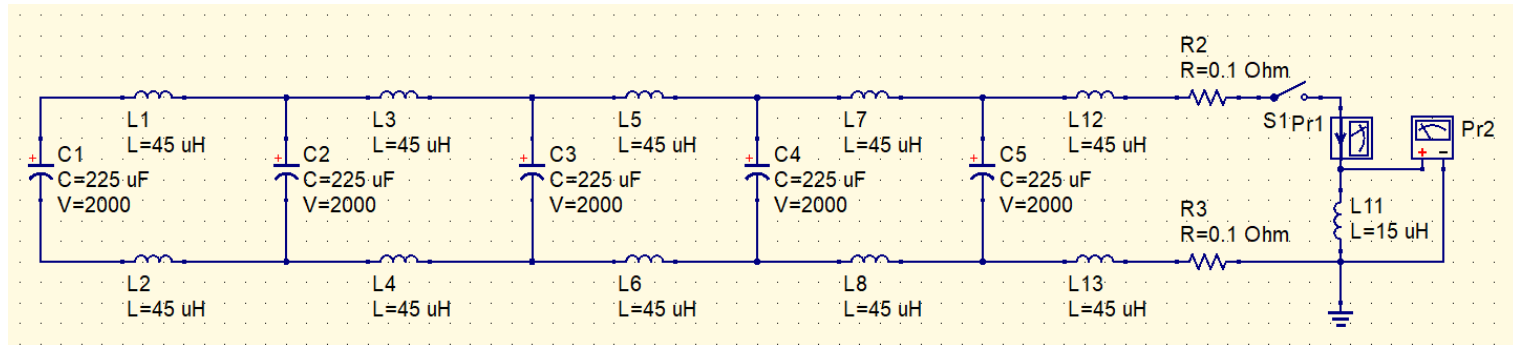 R2
R=0.1 Ohm
L1
L=45 uH
L3
L=45 uH
L5
L=45 uH
L7
L=45 uH
L12
L=45 uH
S1
Pr1
Pr2
+
-
+
C1
C=225 uF
V=2000
+
C2
C=225 uF
V=2000
+
C3
C=225 uF
V=2000
+
C4
C=225 uF
V=2000
+
C5
C=225 uF
V=2000
L11
L=15 uH
R3
R=0.1 Ohm
L2
L=45 uH
L4
L=45 uH
L6
L=45 uH
L8
L=45 uH
L13
L=45 uH